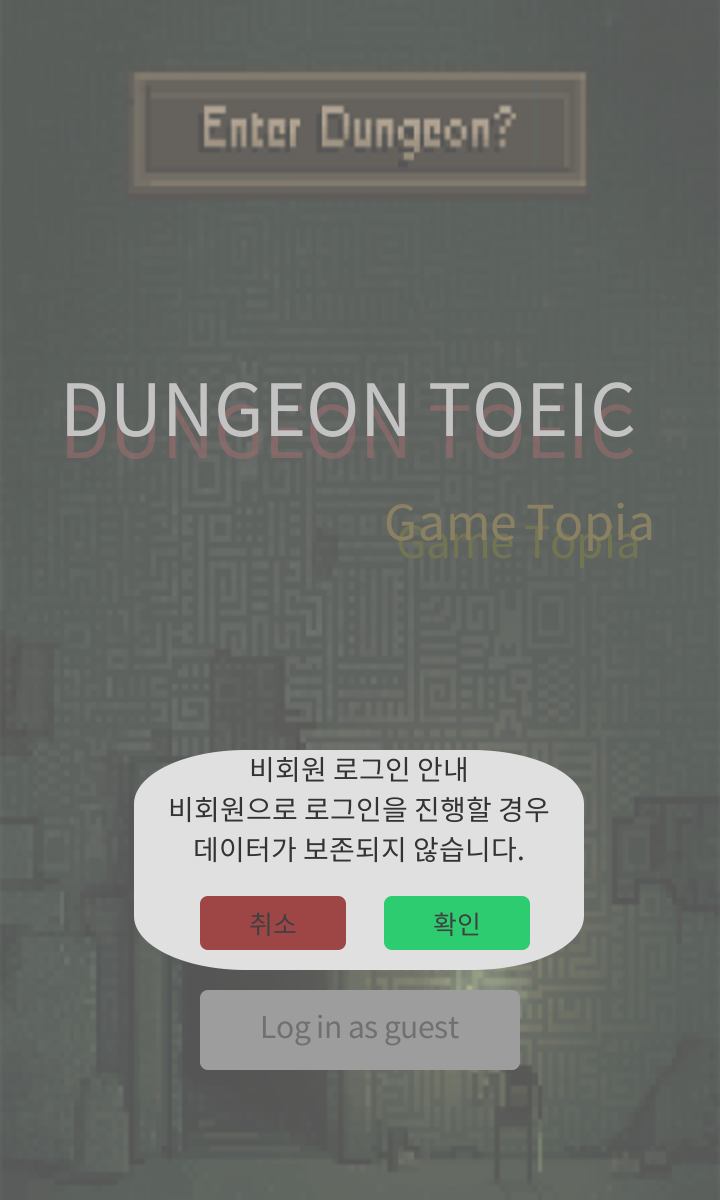 Enter Dungeon?
DUNGEON TOEIC
Game Topia
비회원 로그인 안내
비회원으로 로그인을 진행할 경우
데이터가 보존되지 않습니다.
취소 확인
Log in as guest